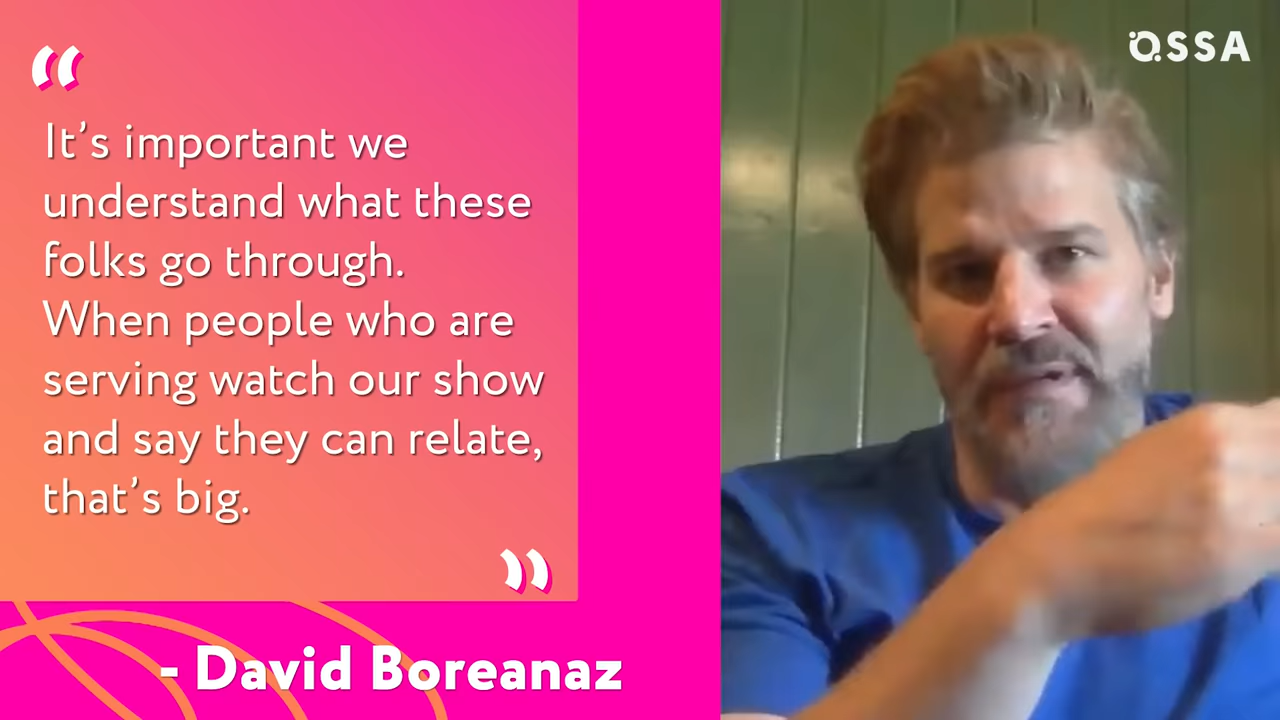 OSSA
“
It’s important we
understand what these
folks go through.
When people who are
serving watch our show
and say they can relate,
that’s big.
”
- David Boreanaz